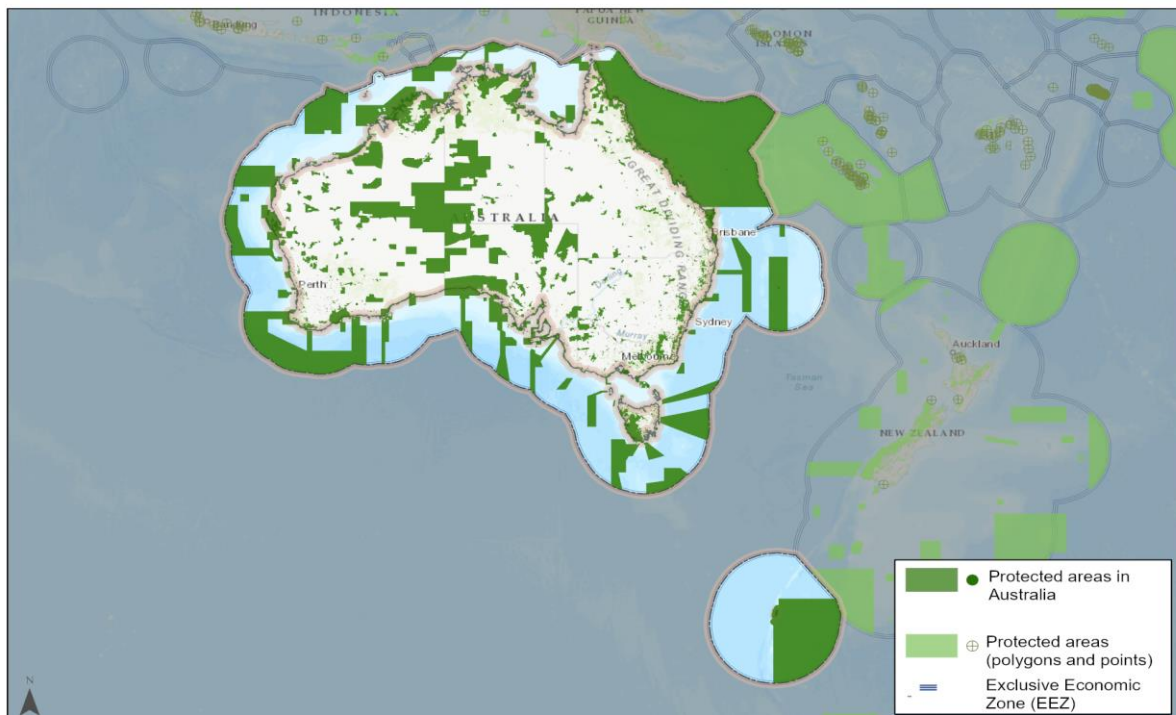 INDONESIA
PAPUA NEW
GUINEA
Bandung
SOLOMON
ISLANDS
GREAT DIVIDING RANGE
AUSTRALIA
Brisbane
Perth
Murray
Sydney
Melbourne
Tasman
Sea
Auckland
NEW ZEALAND
N
Protected areas in
Australia
Protected areas
(polygons and points)
Exclusive Economic
Zone (EEZ)